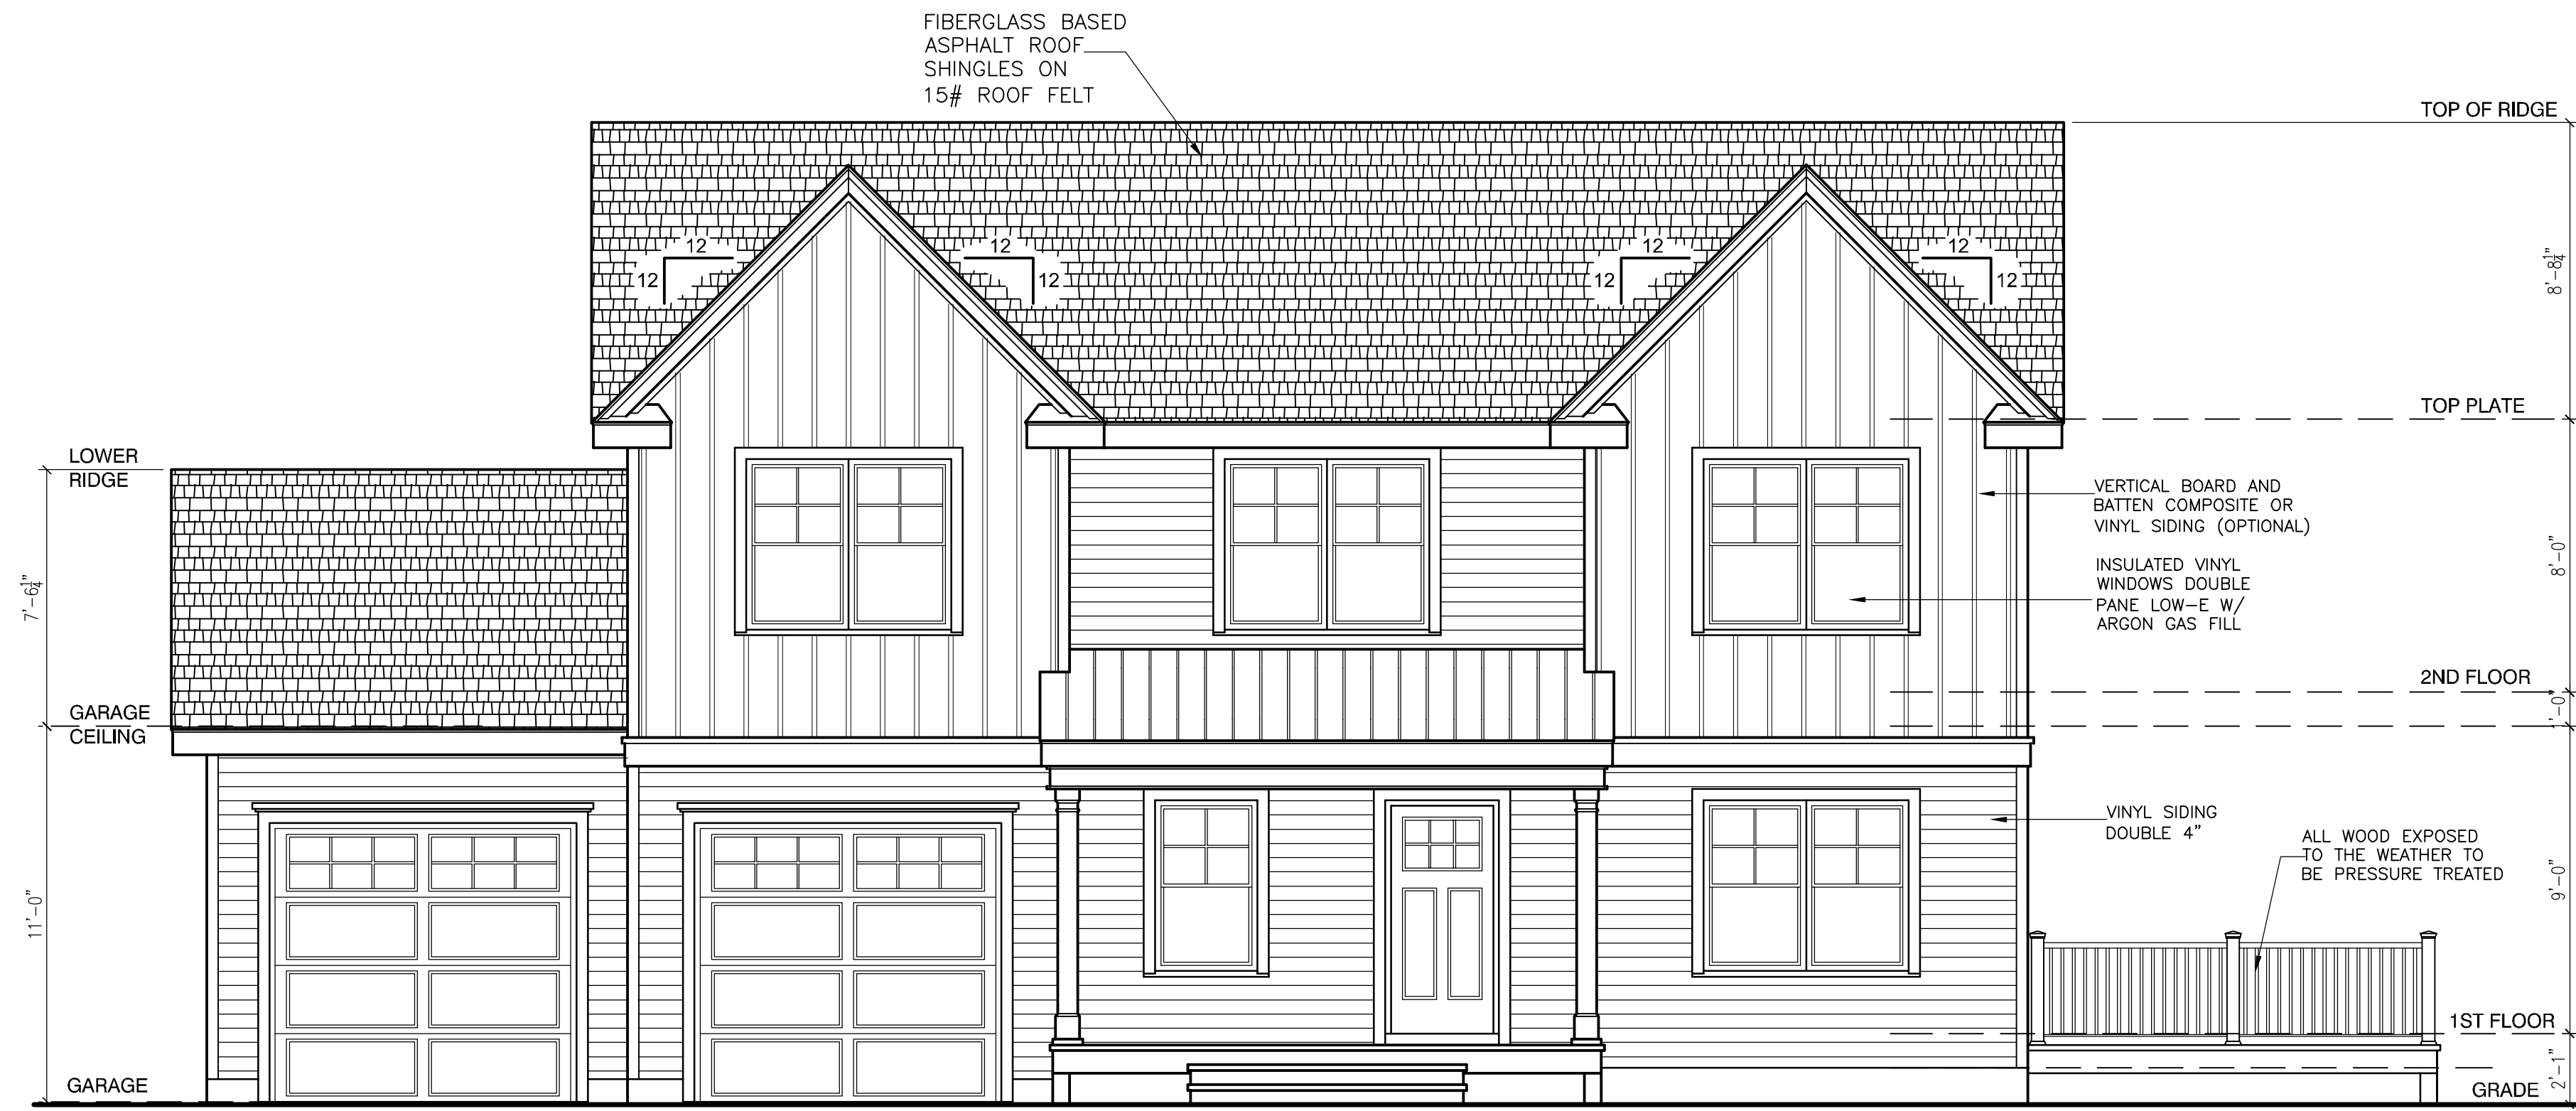 FIBERGLASS BASED
ASPHALT ROOF
SHINGLES ON
15# ROOF FELT
TOP OF RIDGE
8'-8¼"
12
12
12
12
12
12
12
12
TOP PLATE
LOWER
RIDGE
VERTICAL BOARD AND
BATTEN COMPOSITE OR
VINYL SIDING (OPTIONAL)
8'-0"
INSULATED VINYL
WINDOWS DOUBLE
PANE LOW-E W/
ARGON GAS FILL
7'-6¼"
2ND FLOOR
1'-0"
GARAGE
CEILING
VINYL SIDING
DOUBLE 4"
ALL WOOD EXPOSED
TO THE WEATHER TO
BE PRESSURE TREATED
9'-0"
11'-0"
1ST FLOOR
GARAGE
GRADE
2'-1"